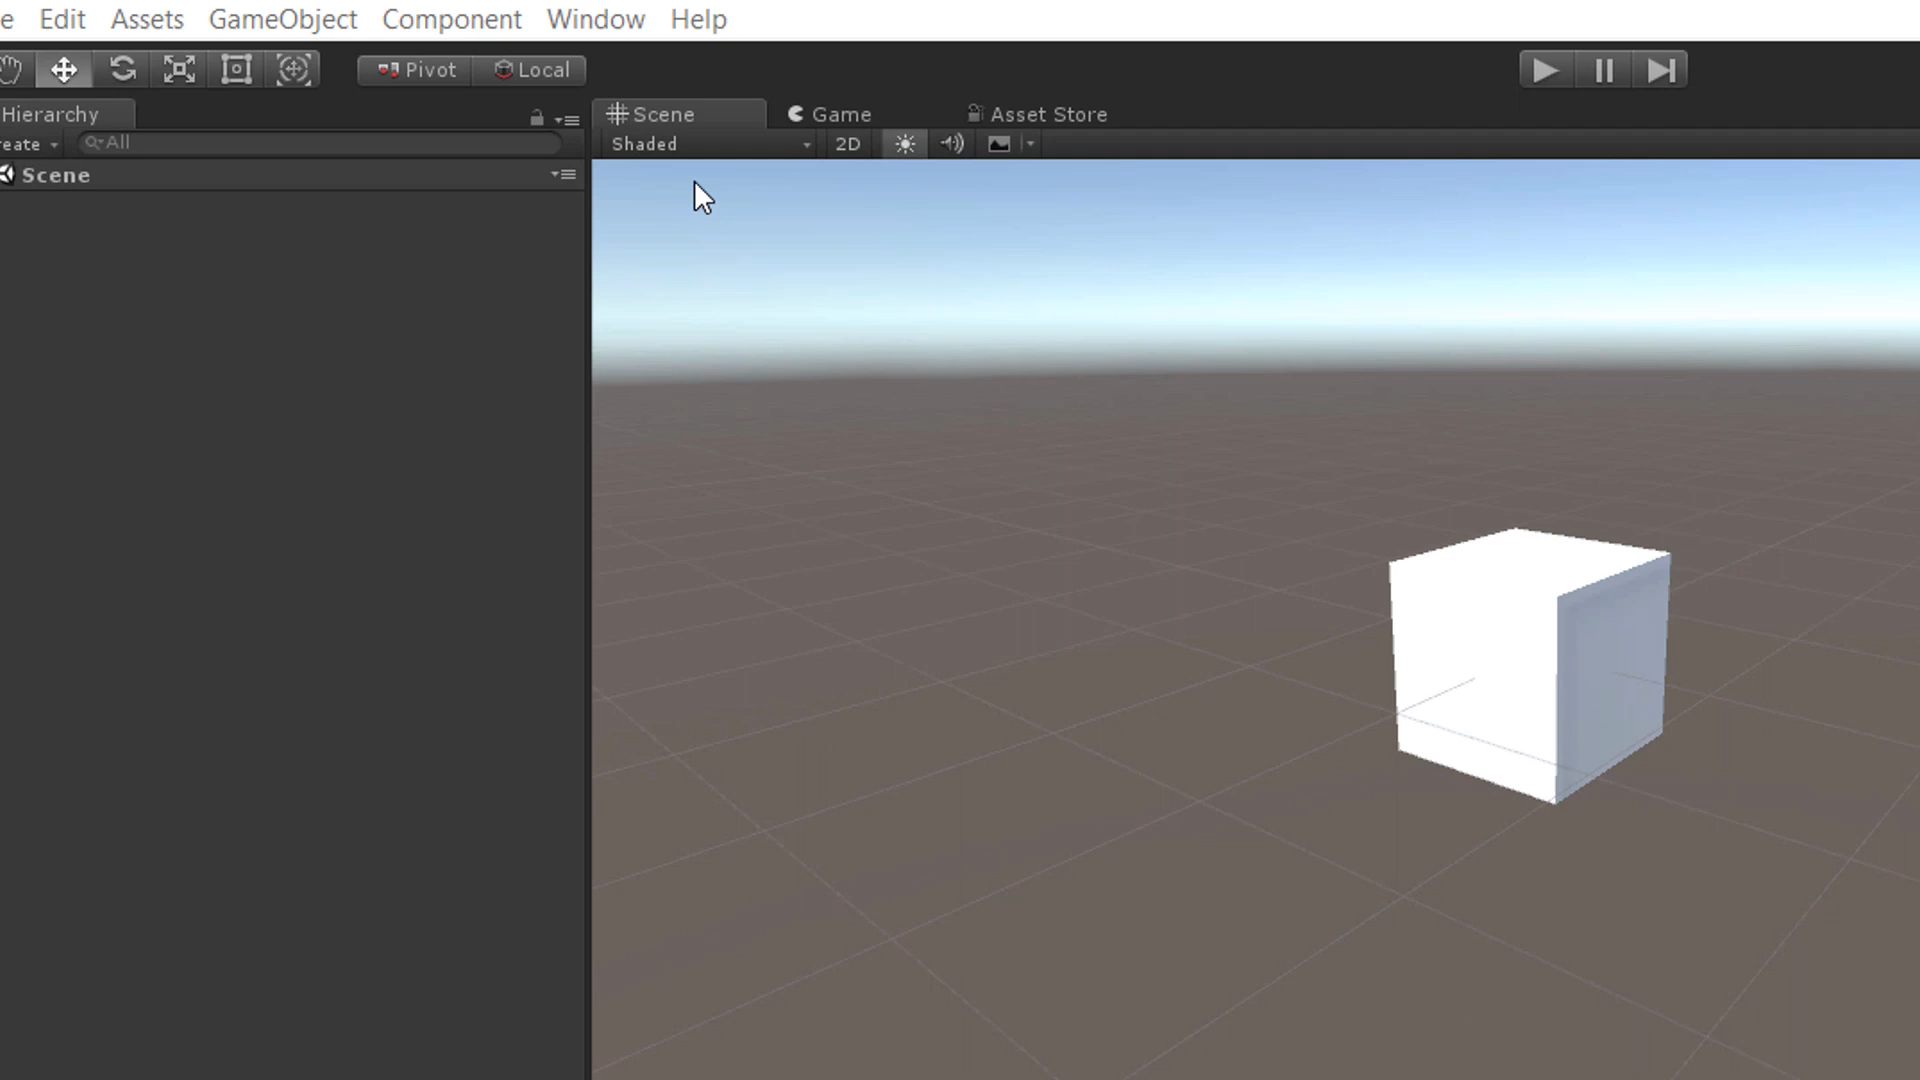 e Edit Assets GameObject Component Window Help
Pivot Local
Hierarchy
Scene Game Asset Store
reate All
Shaded 2D
Scene